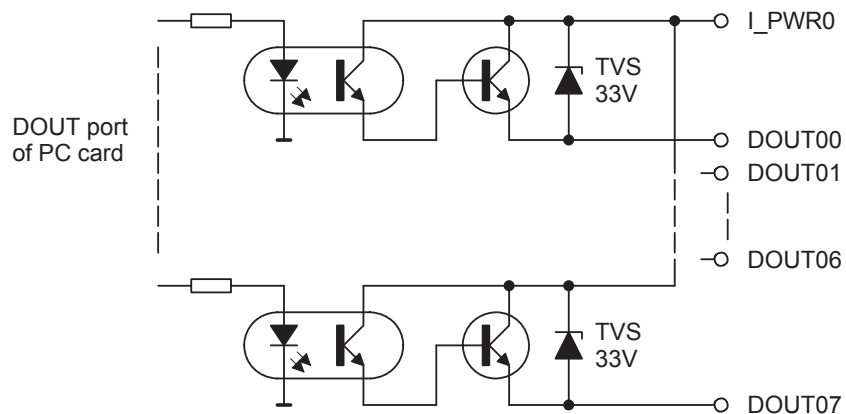 I_PWR0
TVS
33V
DOUT port
of PC card
DOUT00
DOUT01
DOUT06
TVS
33V
DOUT07